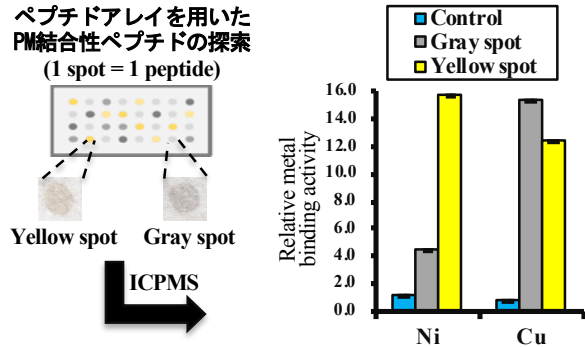 ペプチドアレイを用いた
PM結合性ペプチドの探索
(1 spot = 1 peptide)
Yellow spot
Gray spot
ICPMS
Control
Gray spot
Yellow spot
Relative metal
binding activity
16.0
14.0
12.0
10.0
8.0
6.0
4.0
2.0
0.0
Ni
Cu